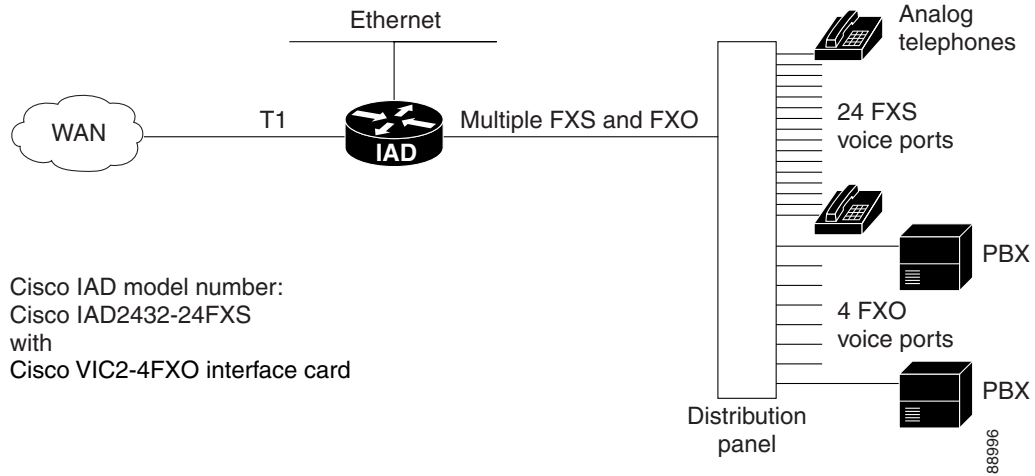 Ethernet
Analog
telephones
WAN
T1
IAD
Multiple FXS and FXO
24 FXS
voice ports
PBX
Cisco IAD model number:
Cisco IAD2432-24FXS
with
Cisco VIC2-4FXO interface card
4 FXO
voice ports
PBX
Distribution
panel
88996